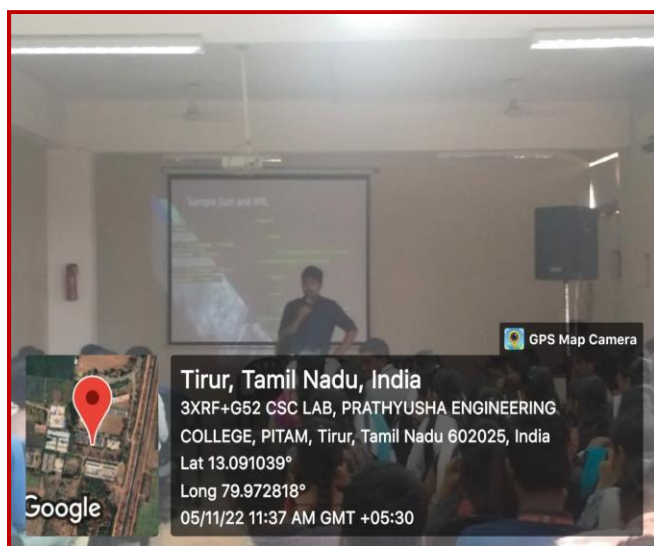 Sample json and XML
GPS Map Camera
Tirur, Tamil Nadu, India
3XRF+G52 CSC LAB, PRATHYUSHA ENGINEERING
COLLEGE, PITAM, Tirur, Tamil Nadu 602025, India
Lat 13.091039°
Long 79.972818°
05/11/22 11:37 AM GMT +05:30
Google